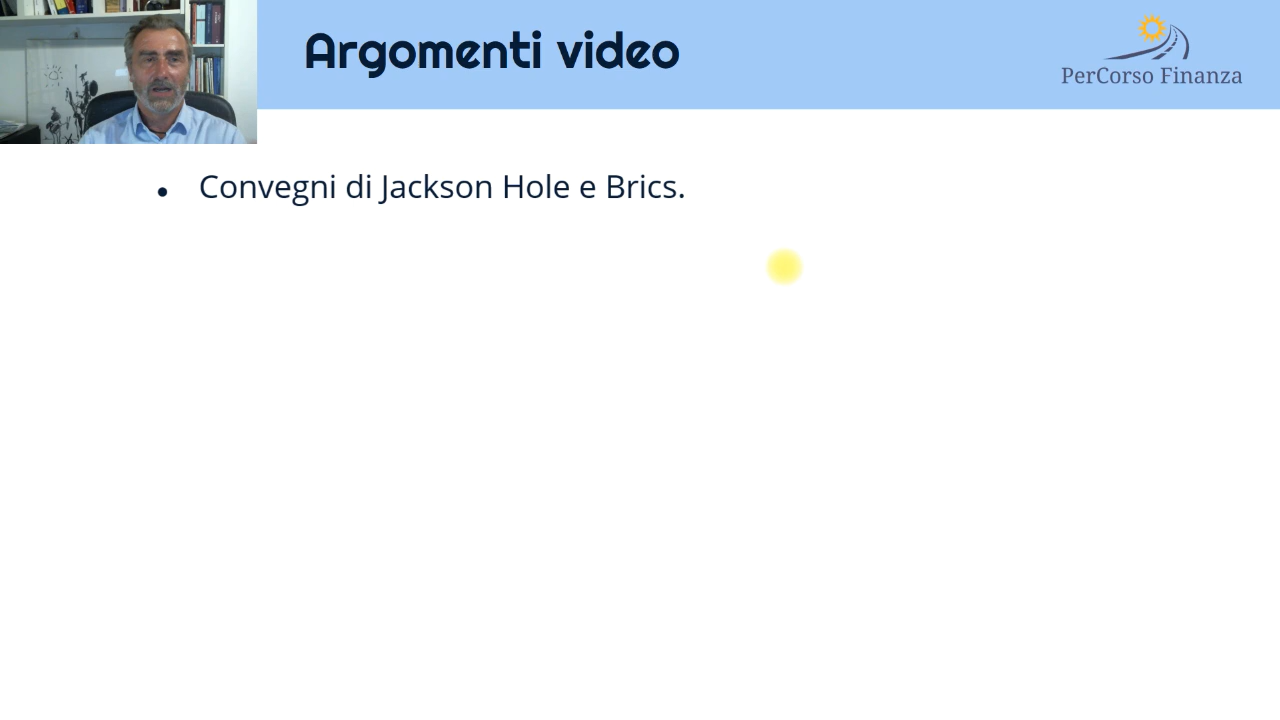 Argomenti video
PerCorso Finanza
Convegni di Jackson Hole e Brics.